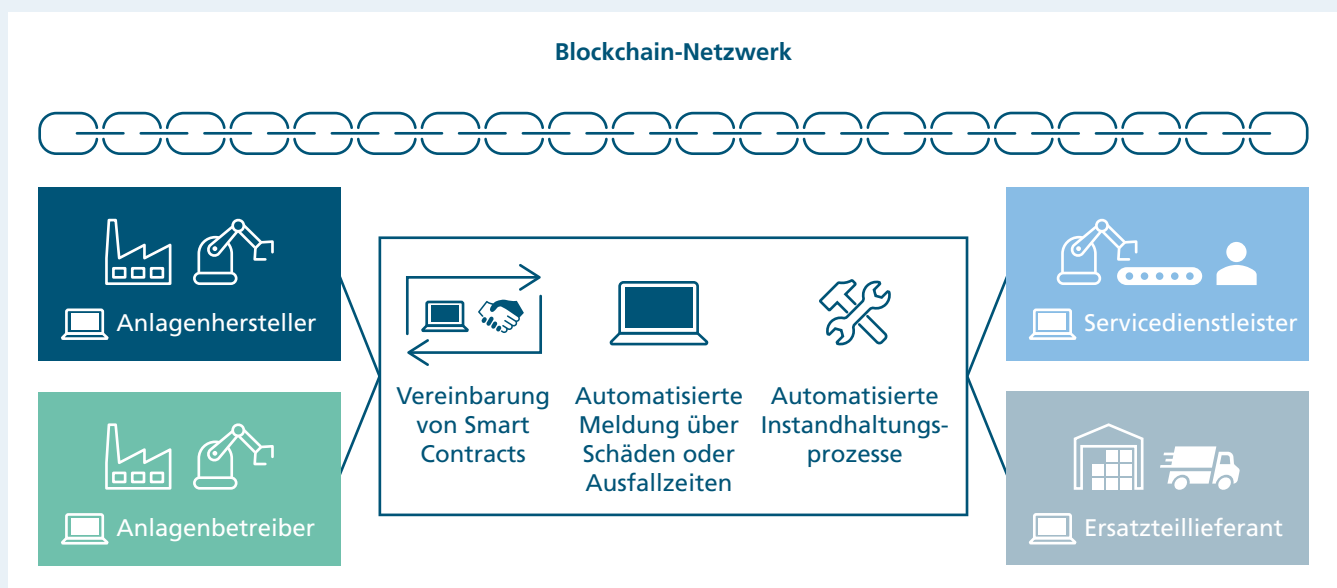 Blockchain-Netzwerk
Anlagenhersteller
Anlagenbetreiber
Vereinbarung
von Smart
Contracts
Automatisierte
Meldung über
Schäden oder
Ausfallzeiten
Automatisierte
Instandhaltungs-
prozesse
Servicedienstleister
Ersatzteillieferant